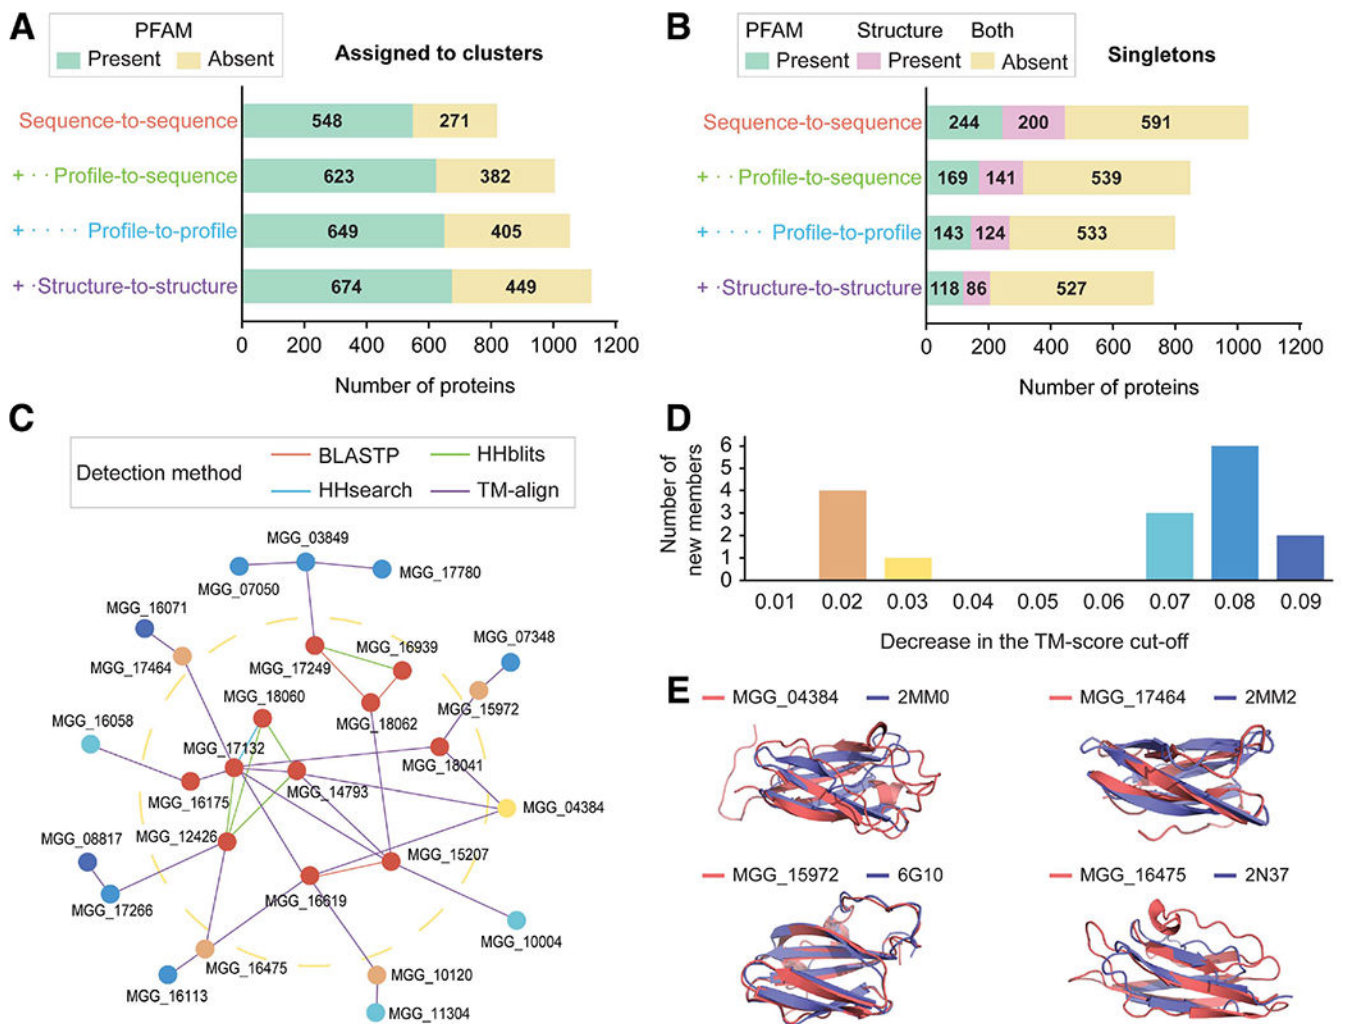 A
PFAM
Present Absent
Assigned to clusters
Sequence-to-sequence 548 271
+ · · Profile-to-sequence 623 382
+ · · · · Profile-to-profile 649 405
+ · Structure-to-structure 674 449
0 200 400 600 800 1000 1200
Number of proteins
B
PFAM Structure Both
Present Present Absent
Singletons
Sequence-to-sequence 244 200 591
+ · · Profile-to-sequence 169 141 539
+ · · · · Profile-to-profile 143 124 533
+ · Structure-to-structure 118 86 527
0 200 400 600 800 1000 1200
Number of proteins
C
Detection method
BLASTP HHblits
HHsearch TM-align
MGG_03849
MGG_07050
MGG_17780
MGG_16071
MGG_17464
MGG_17249
MGG_16939
MGG_07348
MGG_18060
MGG_18062
MGG_15972
MGG_16058
MGG_17132
MGG_18041
MGG_16175
MGG_14793
MGG_04384
MGG_12426
MGG_08817
MGG_15207
MGG_17266
MGG_16619
MGG_10004
MGG_16475
MGG_10120
MGG_16113
MGG_11304
D
Number of
new members
6
5
4
3
2
1
0
0.01 0.02 0.03 0.04 0.05 0.06 0.07 0.08 0.09
Decrease in the TM-score cut-off
E
MGG_04384 2MM0
MGG_17464 2MM2
MGG_15972 6G10
MGG_16475 2N37